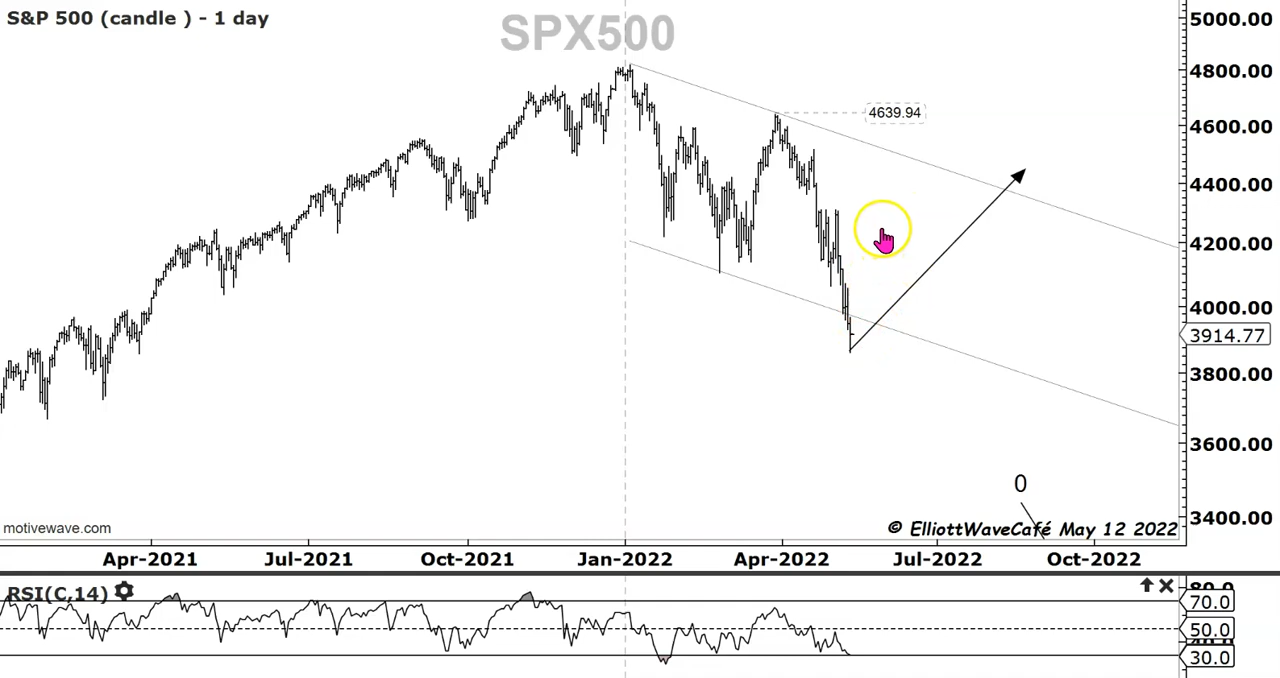 S&P 500 (candle ) - 1 day
SPX500
5000.00
4800.00
4639.94
4600.00
4400.00
4200.00
4000.00
3914.77
3800.00
3600.00
0
3400.00
motivewave.com
© ElliottWaveCafé May 12 2022
Apr-2021 Jul-2021 Oct-2021 Jan-2022 Apr-2022 Jul-2022 Oct-2022
RSI(C,14)
80.0
70.0
50.0
30.0